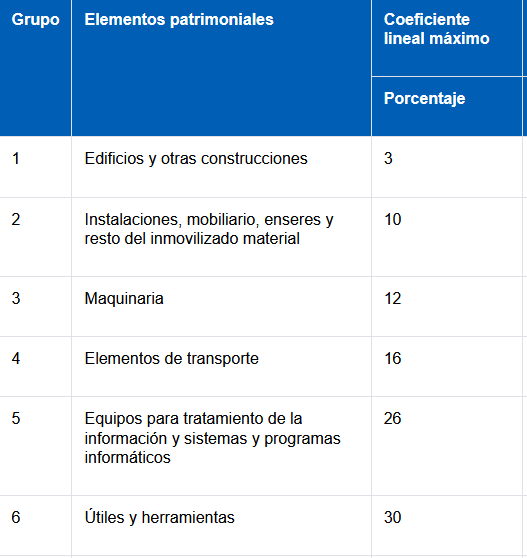 Grupo Elementos patrimoniales Coeficiente
lineal máximo
Porcentaje
1 Edificios y otras construcciones 3
2 Instalaciones, mobiliario, enseres y 10
resto del inmovilizado material
3 Maquinaria 12
4 Elementos de transporte 16
5 Equipos para tratamiento de la 26
información y sistemas y programas
informáticos
6 Útiles y herramientas 30